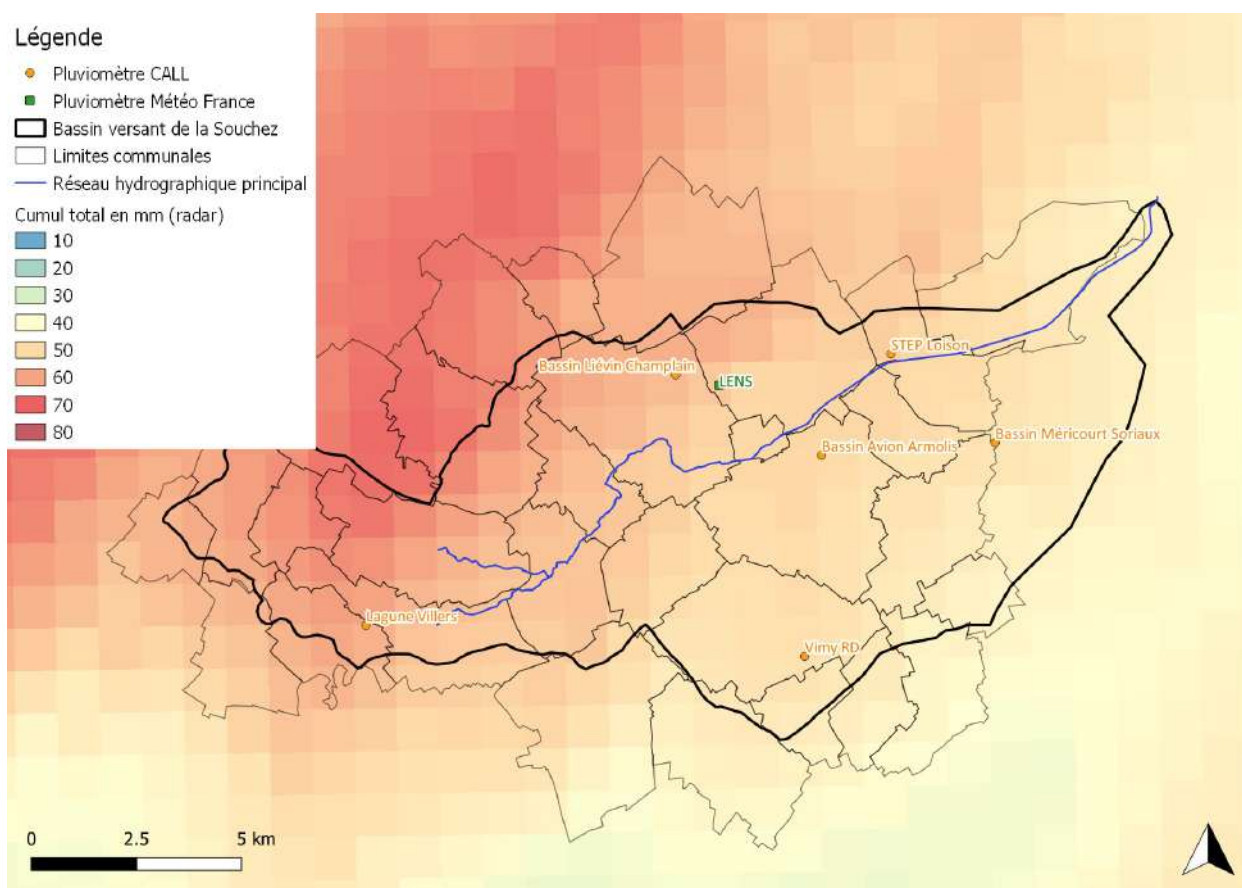 Légende
Pluviomètre CALL
Pluviomètre Météo France
Bassin versant de la Souchez
Limites communales
Réseau hydrographique principal
Cumul total en mm (radar)
10
20
30
40
50
60
70
80
STEP Loison
Bassin Liévin Champlain
LENS
Bassin Méricourt Soriaux
Bassin Avion Armolis
Lagune Villers
Vimy RD
0 2.5 5 km